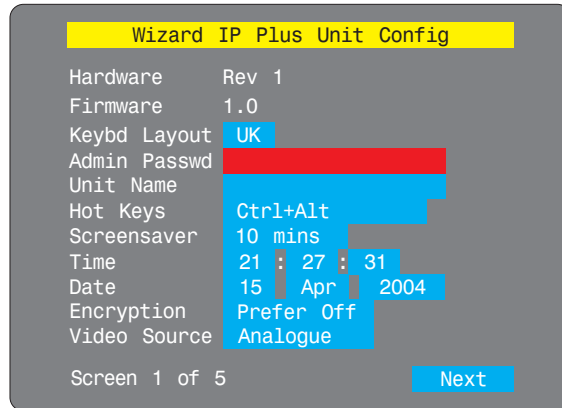 Wizard IP Plus Unit Config
Hardware Rev 1
Firmware 1.0
Keybd Layout UK
Admin Passwd
Unit Name
Hot Keys Ctrl+Alt
Screensaver 10 mins
Time 21 : 27 : 31
Date 15 Apr 2004
Encryption Prefer Off
Video Source Analogue
Screen 1 of 5 Next